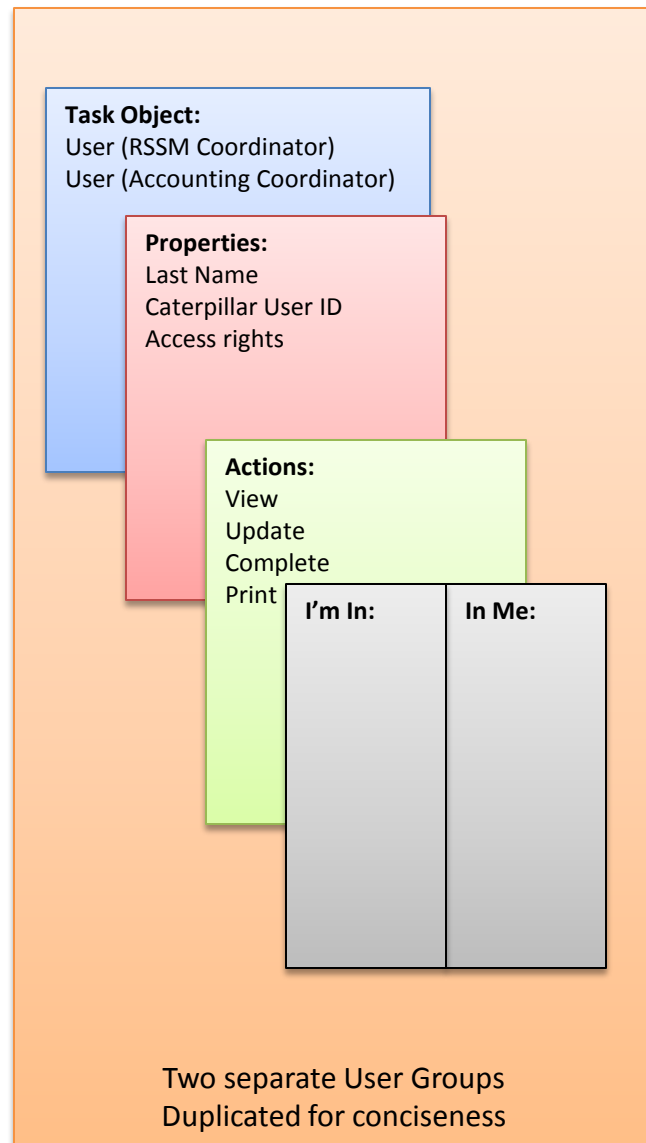 Task Object:
User (RSSM Coordinator)
User (Accounting Coordinator)
Properties:
Last Name
Caterpillar User ID
Access rights
Actions:
View
Update
Complete
Print
I'm In:
In Me:
Two separate User Groups
Duplicated for conciseness